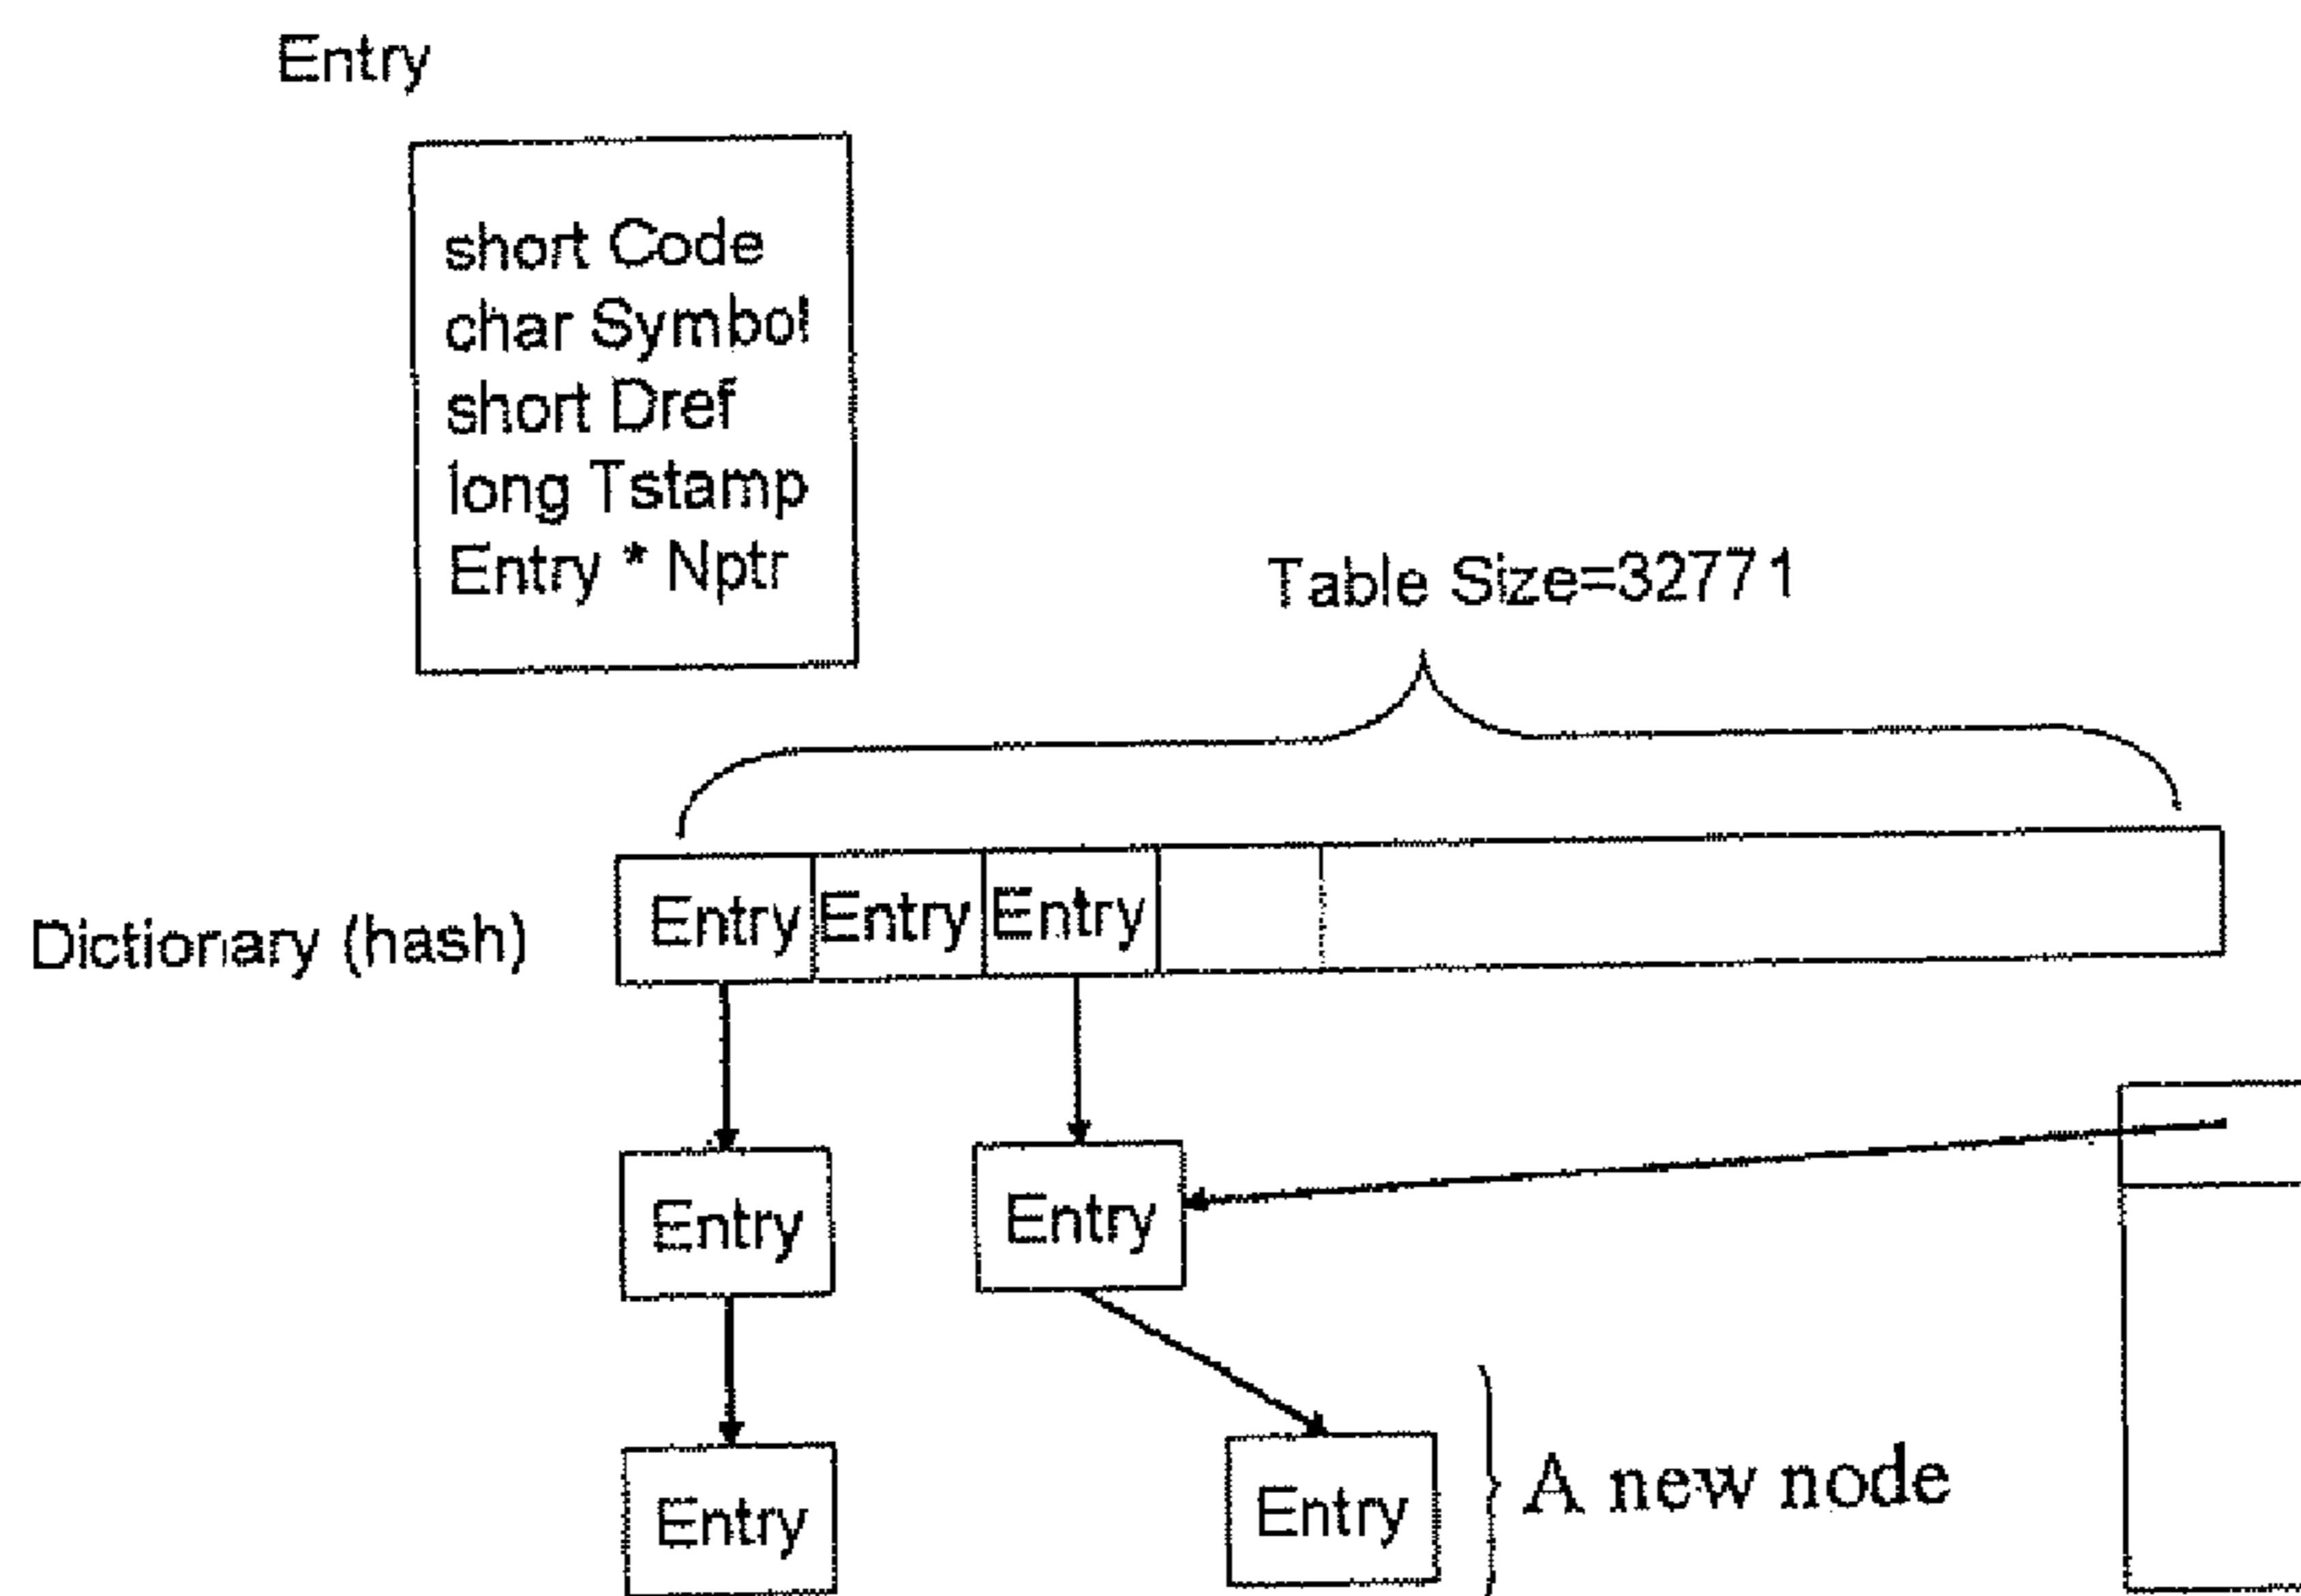 Entry
short Code
char Symbol
short Dref
long Tstamp
Entry * Nptr
Table Size=32771
Dictionary (hash)
Entry
Entry
Entry
Entry
Entry
Entry
Entry
A new node